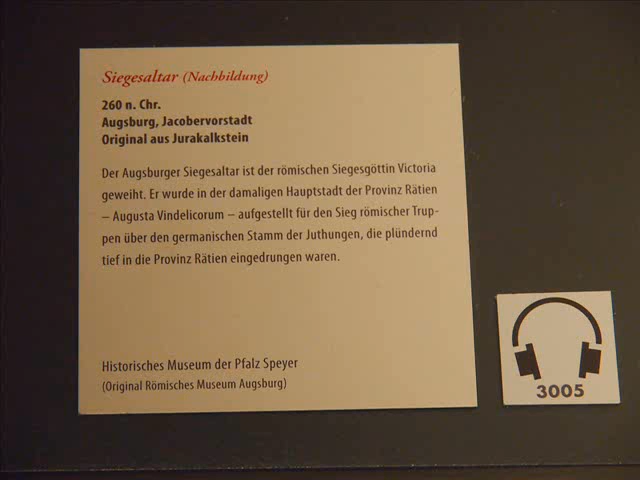 Siegesaltar (Nachbildung)
260 n. Chr.
Augsburg, Jacobervorstadt
Original aus Jurakalkstein
Der Augsburger Siegesaltar ist der römischen Siegesgöttin Victoria
geweiht. Er wurde in der damaligen Hauptstadt der Provinz Rätien
– Augusta Vindelicorum – aufgestellt für den Sieg römischer Trup-
pen über den germanischen Stamm der Juthungen, die plündernd
tief in die Provinz Rätien eingedrungen waren.
Historisches Museum der Pfalz Speyer
(Original Römisches Museum Augsburg)
3005